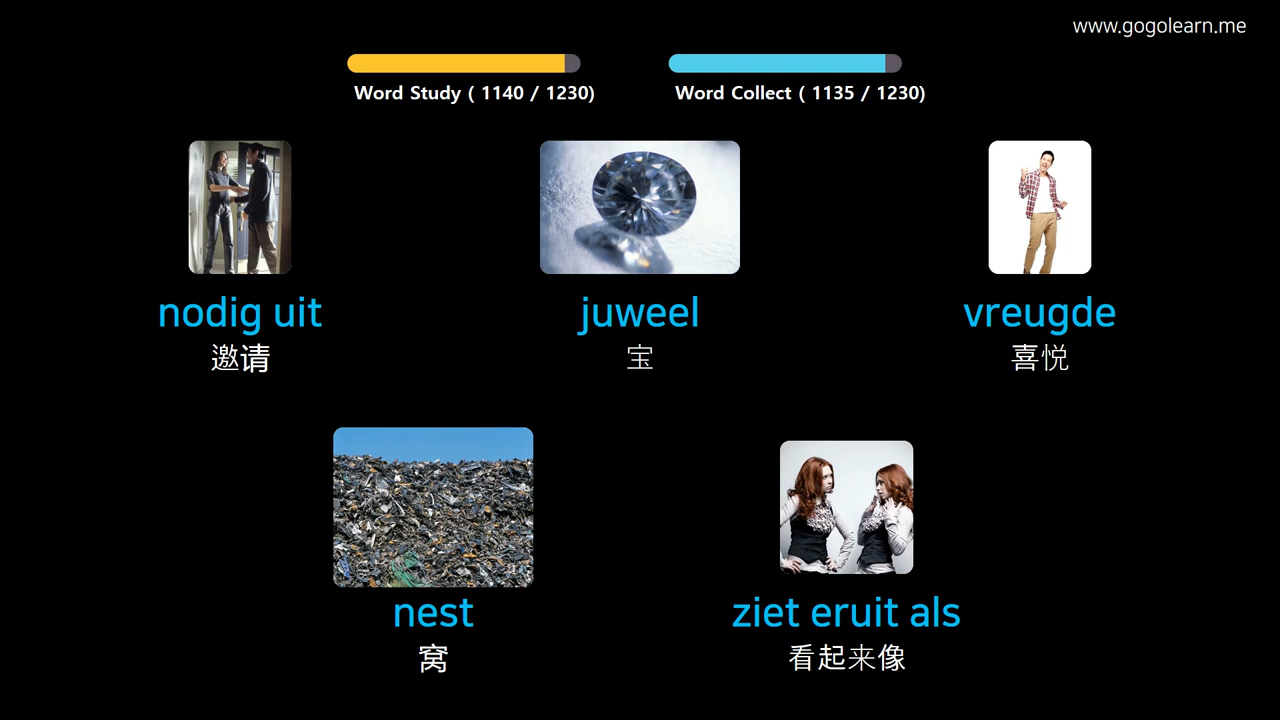 www.gogolearn.me
Word Study ( 1140 / 1230)
Word Collect ( 1135 / 1230)
nodig uit
邀请
juweel
宝
vreugde
喜悦
nest
窝
ziet eruit als
看起来像